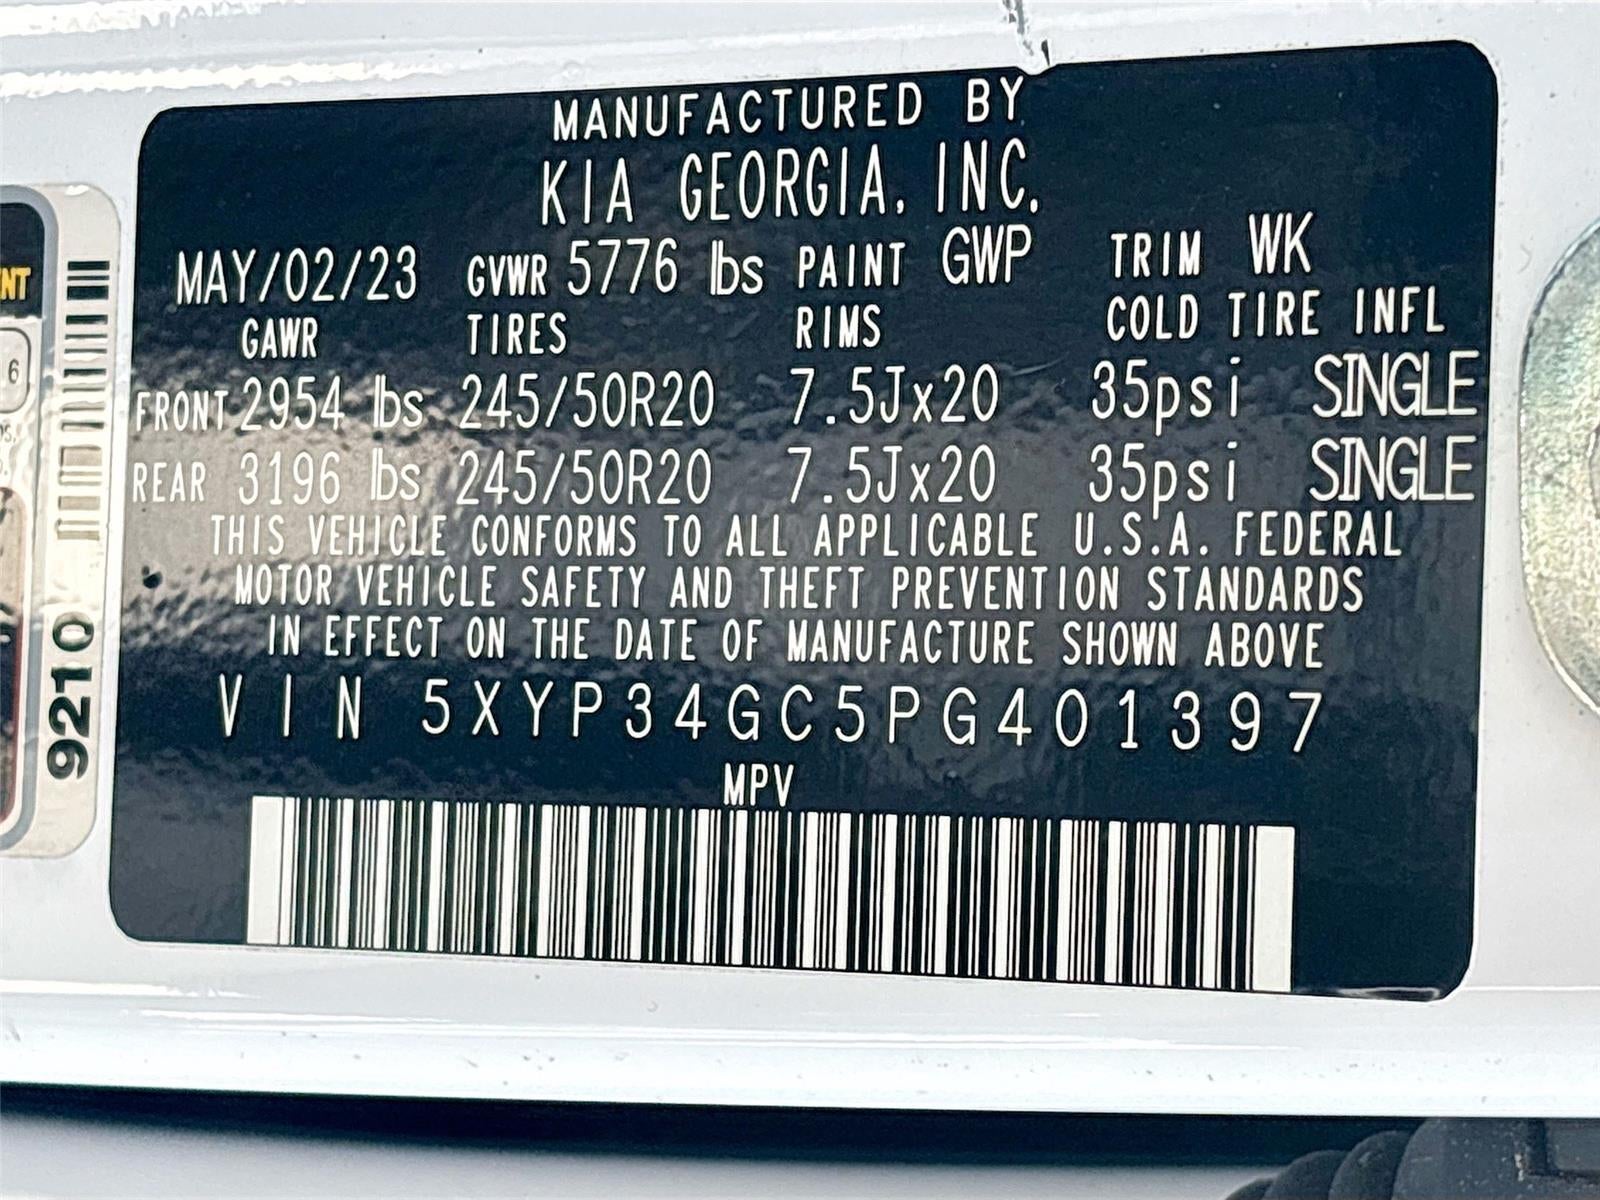 MANUFACTURED BY
KIA GEORGIA, INC.
MAY/02/23 GVWR 5776 lbs PAINT GWP TRIM WK
GAWR TIRES RIMS COLD TIRE INFL
FRONT 2954 lbs 245/50R20 7.5Jx20 35psi SINGLE
REAR 3196 lbs 245/50R20 7.5Jx20 35psi SINGLE
THIS VEHICLE CONFORMS TO ALL APPLICABLE U.S.A. FEDERAL
MOTOR VEHICLE SAFETY AND THEFT PREVENTION STANDARDS
IN EFFECT ON THE DATE OF MANUFACTURE SHOWN ABOVE
VIN 5XYP34GC5PG401397
MPV
NT
6
9210